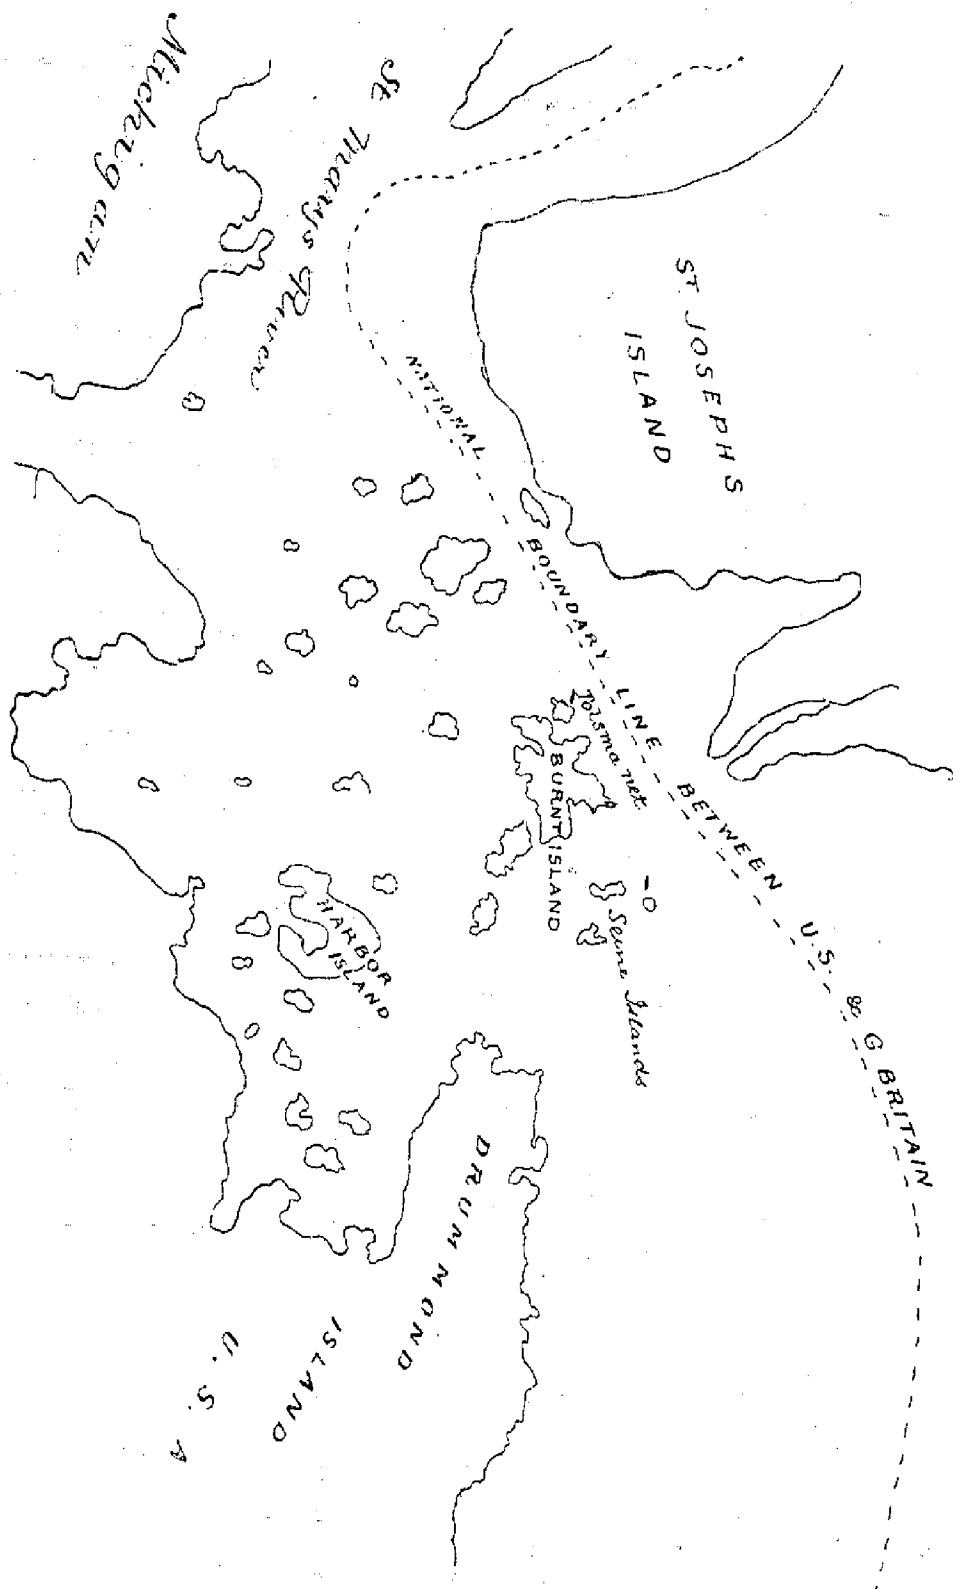 Michigan
St Marys River
ST JOSEPHS
ISLAND
NATIONAL BOUNDARY LINE BETWEEN U.S. & G BRITAIN
net.
BURNT ISLAND
Seine Islands
HARBOR
ISLAND
DRUMMOND
ISLAND
U. S. A